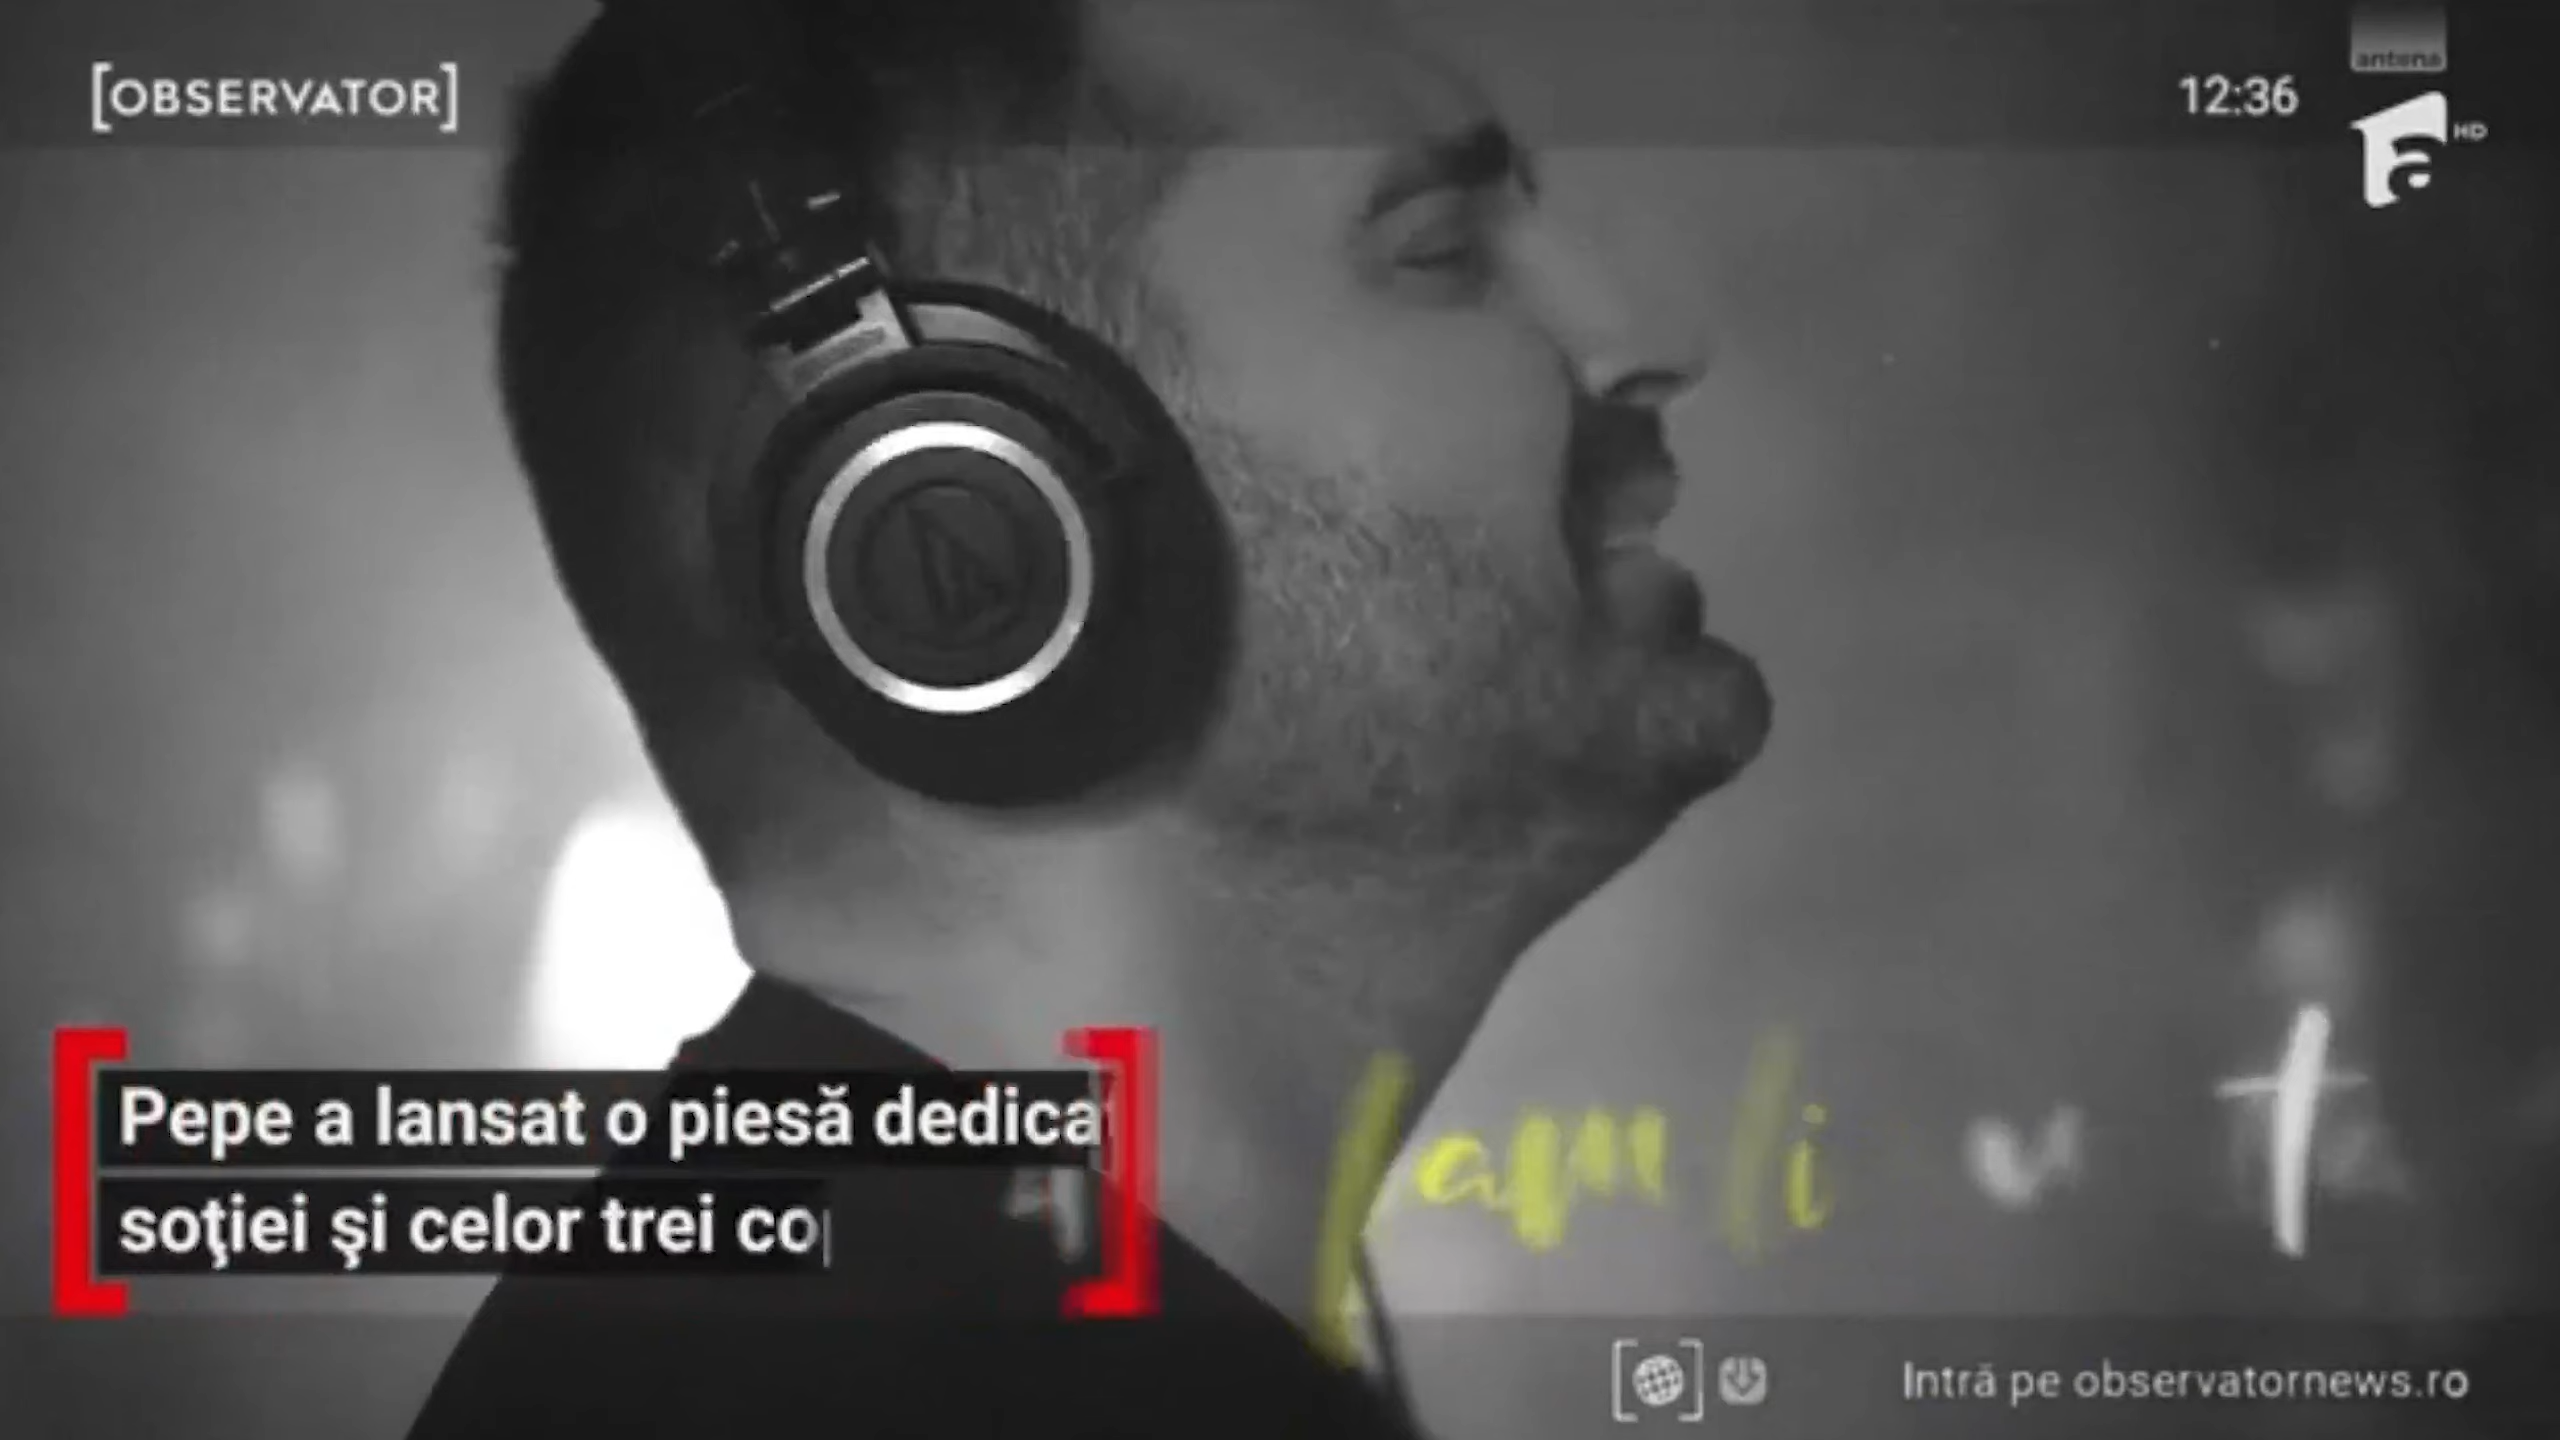 [OBSERVATOR]
12:36
antena
a HD
Pepe a lansat o piesă dedica
soţiei şi celor trei co
Intră pe observatornews.ro